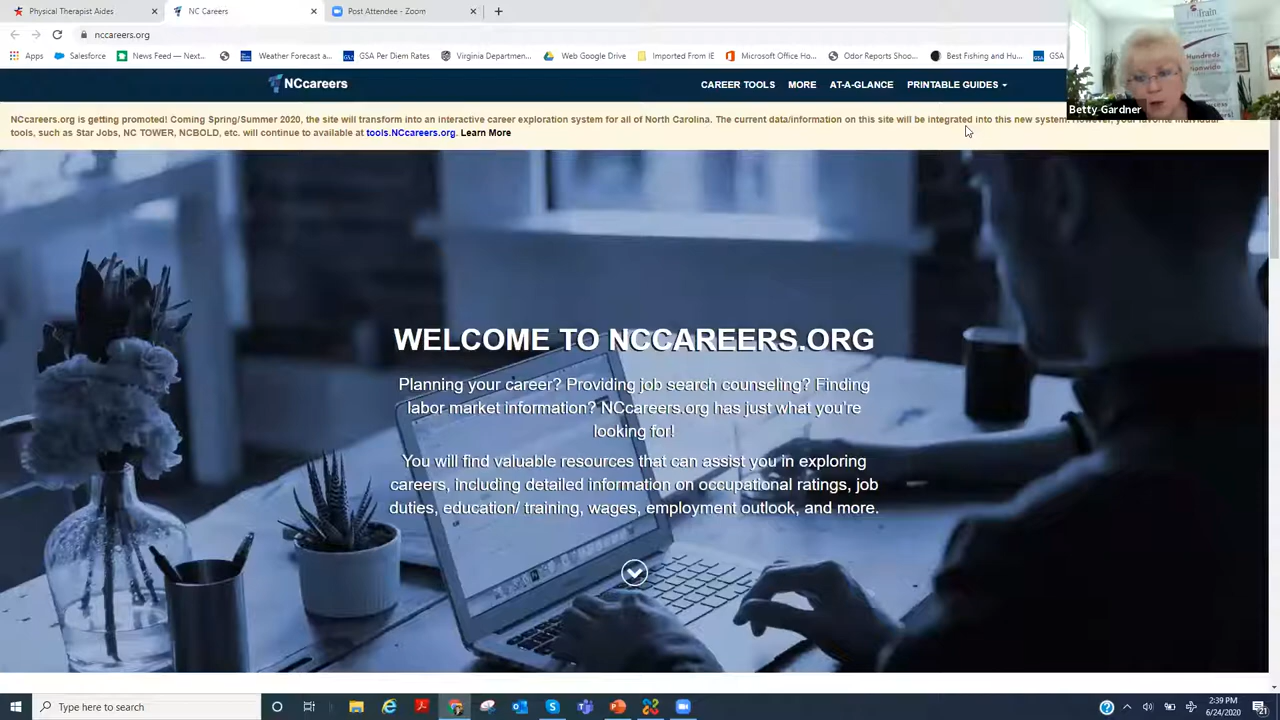 Physical Therapist Aides
NC Careers
Post Attendee - Zoom
nccareers.org
Apps
Salesforce
News Feed — Next...
Weather Forecast a...
GSA Per Diem Rates
Virginia Departmen...
Web Google Drive
Imported From IE
Microsoft Office Ho...
Odor Reports Shoo...
Best Fishing and Hu...
GSA
Train
Hundreds
Nationwide
Betty Gardner
NCcareers
CAREER TOOLS
MORE
AT-A-GLANCE
PRINTABLE GUIDES
NCcareers.org is getting promoted! Coming Spring/Summer 2020, the site will transform into an interactive career exploration system for all of North Carolina. The current data/information on this site will be integrated into this new system. However, your favorite individual
tools, such as Star Jobs, NC TOWER, NCBOLD, etc. will continue to available at tools.NCcareers.org. Learn More
WELCOME TO NCCAREERS.ORG
Planning your career? Providing job search counseling? Finding
labor market information? NCcareers.org has just what you're
looking for!
You will find valuable resources that can assist you in exploring
careers, including detailed information on occupational ratings, job
duties, education/ training, wages, employment outlook, and more.
Type here to search
2:39 PM
6/24/2020
21